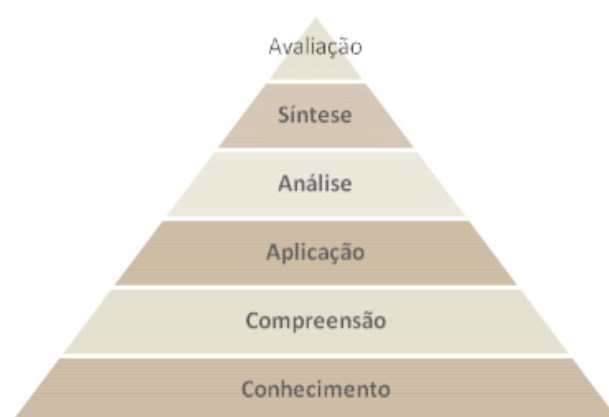 Avaliação
Síntese
Análise
Aplicação
Compreensão
Conhecimento